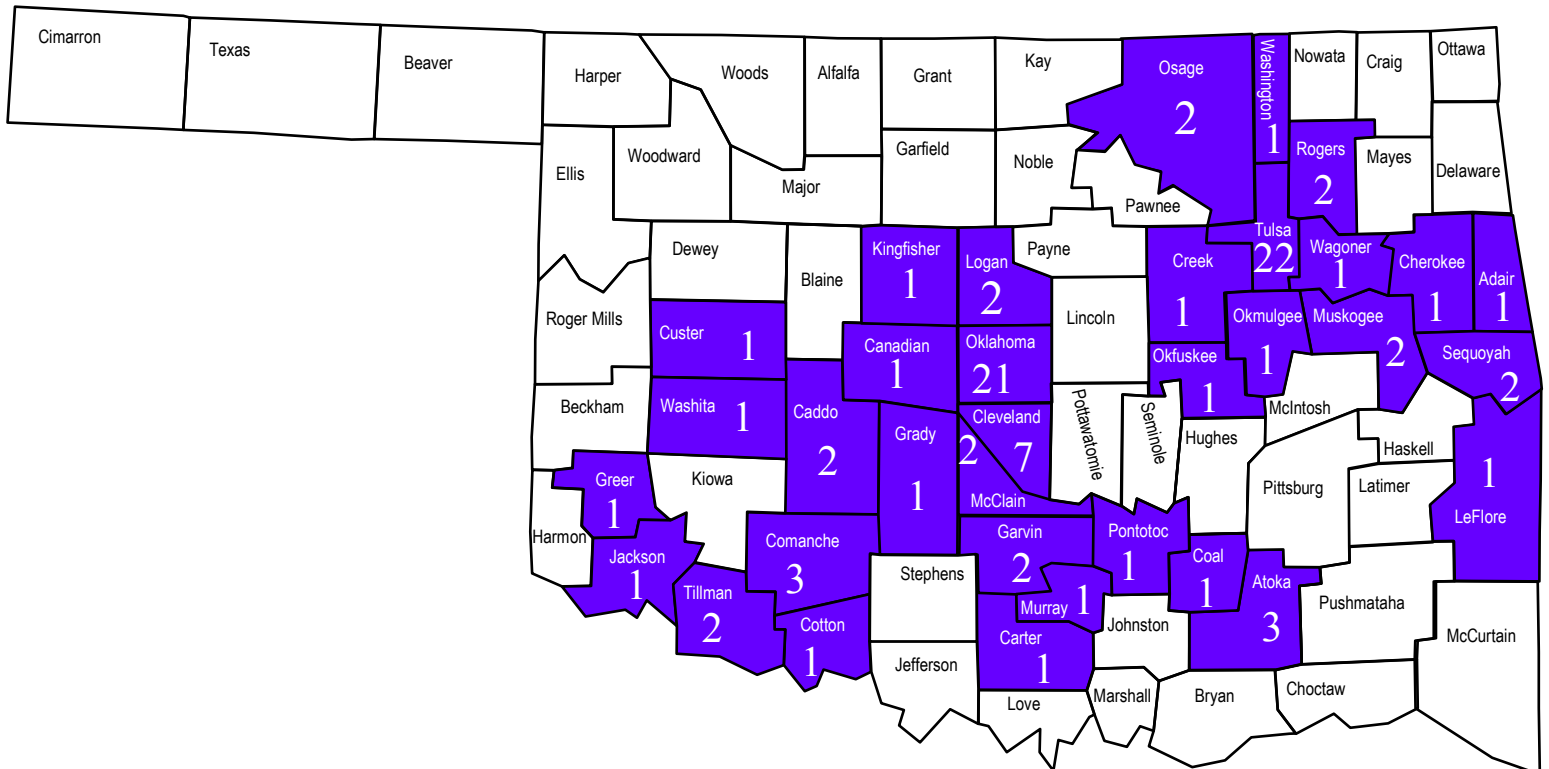 Cimarron
Texas
Beaver
Harper
Woods
Alfalfa
Grant
Kay
Osage
2
Washington
1
Nowata
Craig
Ottawa
Ellis
Woodward
Major
Garfield
Noble
Pawnee
Rogers
2
Mayes
Delaware
Roger Mills
Dewey
Blaine
Kingfisher
1
Logan
2
Payne
Creek
1
Tulsa
22
Wagoner
1
Cherokee
1
Adair
1
Custer
1
Canadian
1
Oklahoma
21
Lincoln
Okfuskee
1
Okmulgee
1
Muskogee
2
Sequoyah
2
Beckham
Washita
1
Caddo
2
Grady
1
Cleveland
7
2
McClain
Pottawatomie
Seminole
Hughes
McIntosh
Haskell
Pittsburg
Latimer
1
LeFlore
Harmon
Greer
1
Kiowa
Jackson
1
Tillman
2
Comanche
3
Cotton
1
Stephens
Garvin
2
Murray
1
Pontotoc
1
Coal
1
Atoka
3
Pushmataha
McCurtain
Jefferson
Carter
1
Johnston
Love
Marshall
Bryan
Choctaw